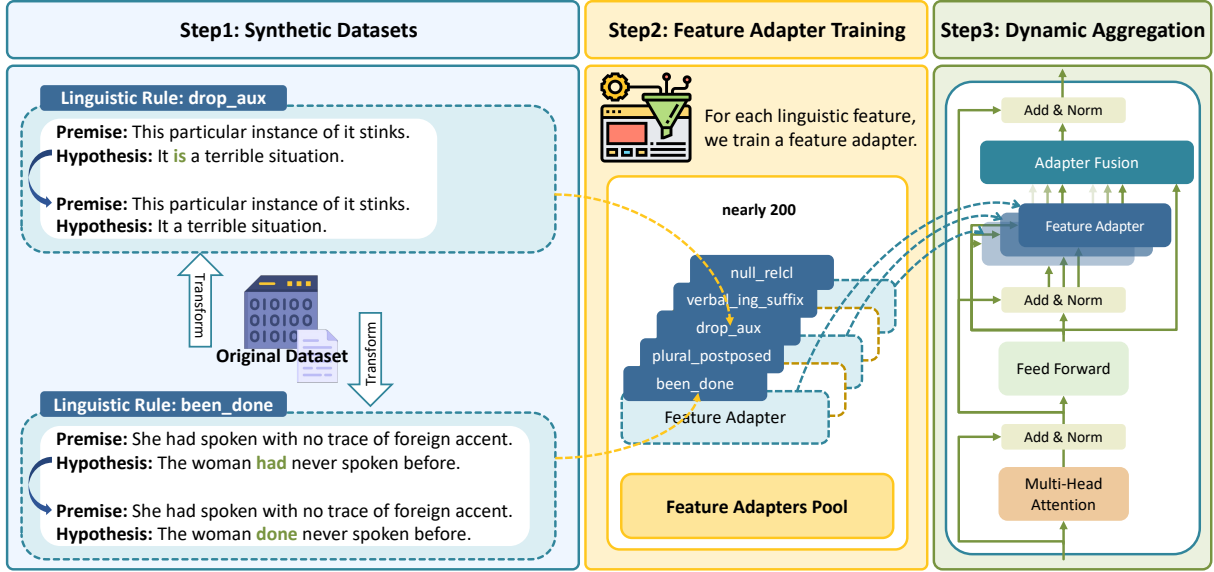 Step1: Synthetic Datasets
Linguistic Rule: drop_aux
Premise: This particular instance of it stinks.
Hypothesis: It is a terrible situation.
Premise: This particular instance of it stinks.
Hypothesis: It a terrible situation.
Transform
Original Dataset
Transform
010100
010100
Linguistic Rule: been_done
Premise: She had spoken with no trace of foreign accent.
Hypothesis: The woman had never spoken before.
Premise: She had spoken with no trace of foreign accent.
Hypothesis: The woman done never spoken before.
Step2: Feature Adapter Training
For each linguistic feature,
we train a feature adapter.
nearly 200
null_relcl
verbal_ing_suffix
drop_aux
plural_postposed
been_done
Feature Adapter
Feature Adapters Pool
Step3: Dynamic Aggregation
Add & Norm
Adapter Fusion
Feature Adapter
Add & Norm
Feed Forward
Add & Norm
Multi-Head
Attention